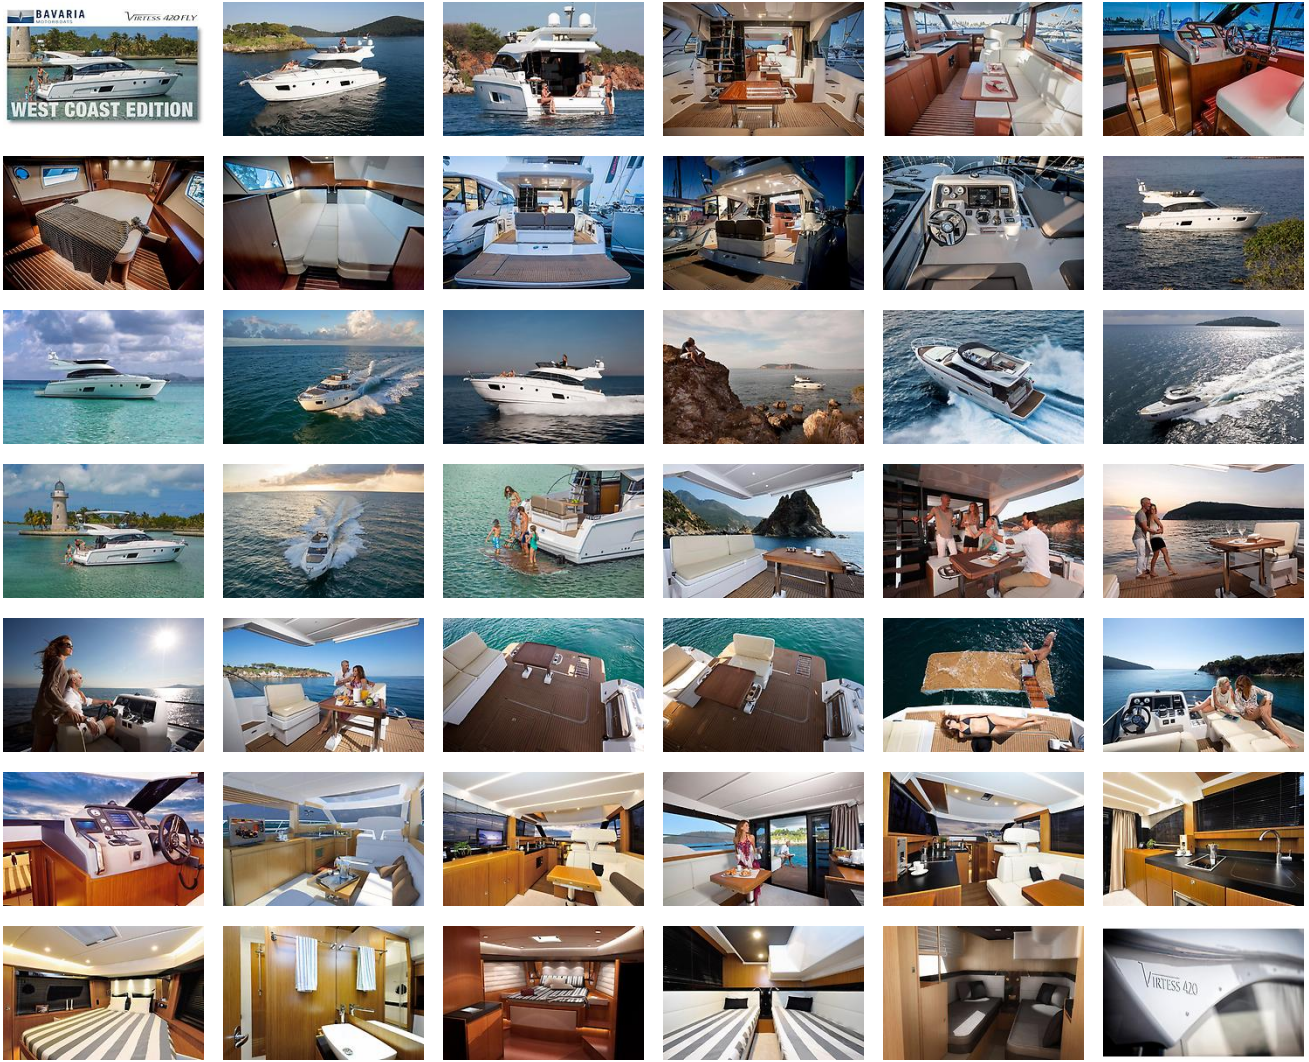 BAVARIA
MOTORBOATS
VIRTESS 420 FLY
WEST COAST EDITION
VIRTESS 420